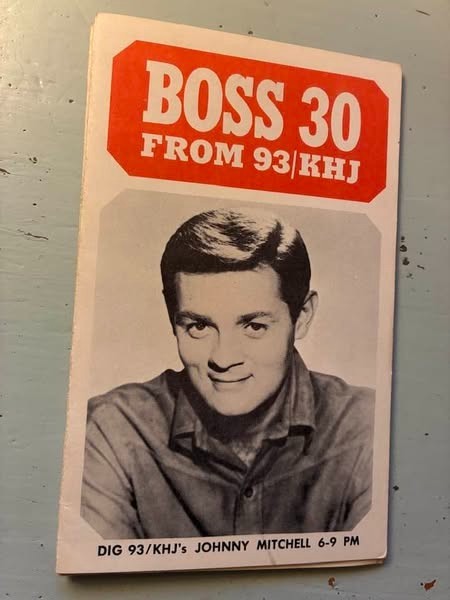 BOSS 30
FROM 93/KHJ
DIG 93/KHJ's JOHNNY MITCHELL 6-9 PM